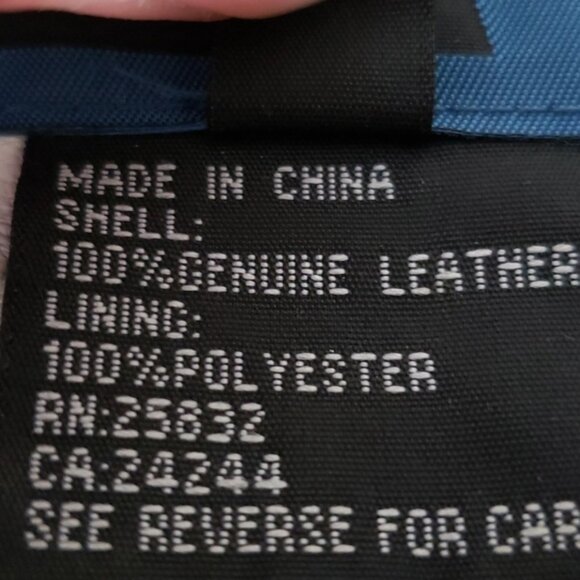 MADE IN CHINA
SHELL:
100%GENUINE LEATHER
LINING:
100%POLYESTER
RN:25832
CA:24244
SEE REVERSE FOR CAR